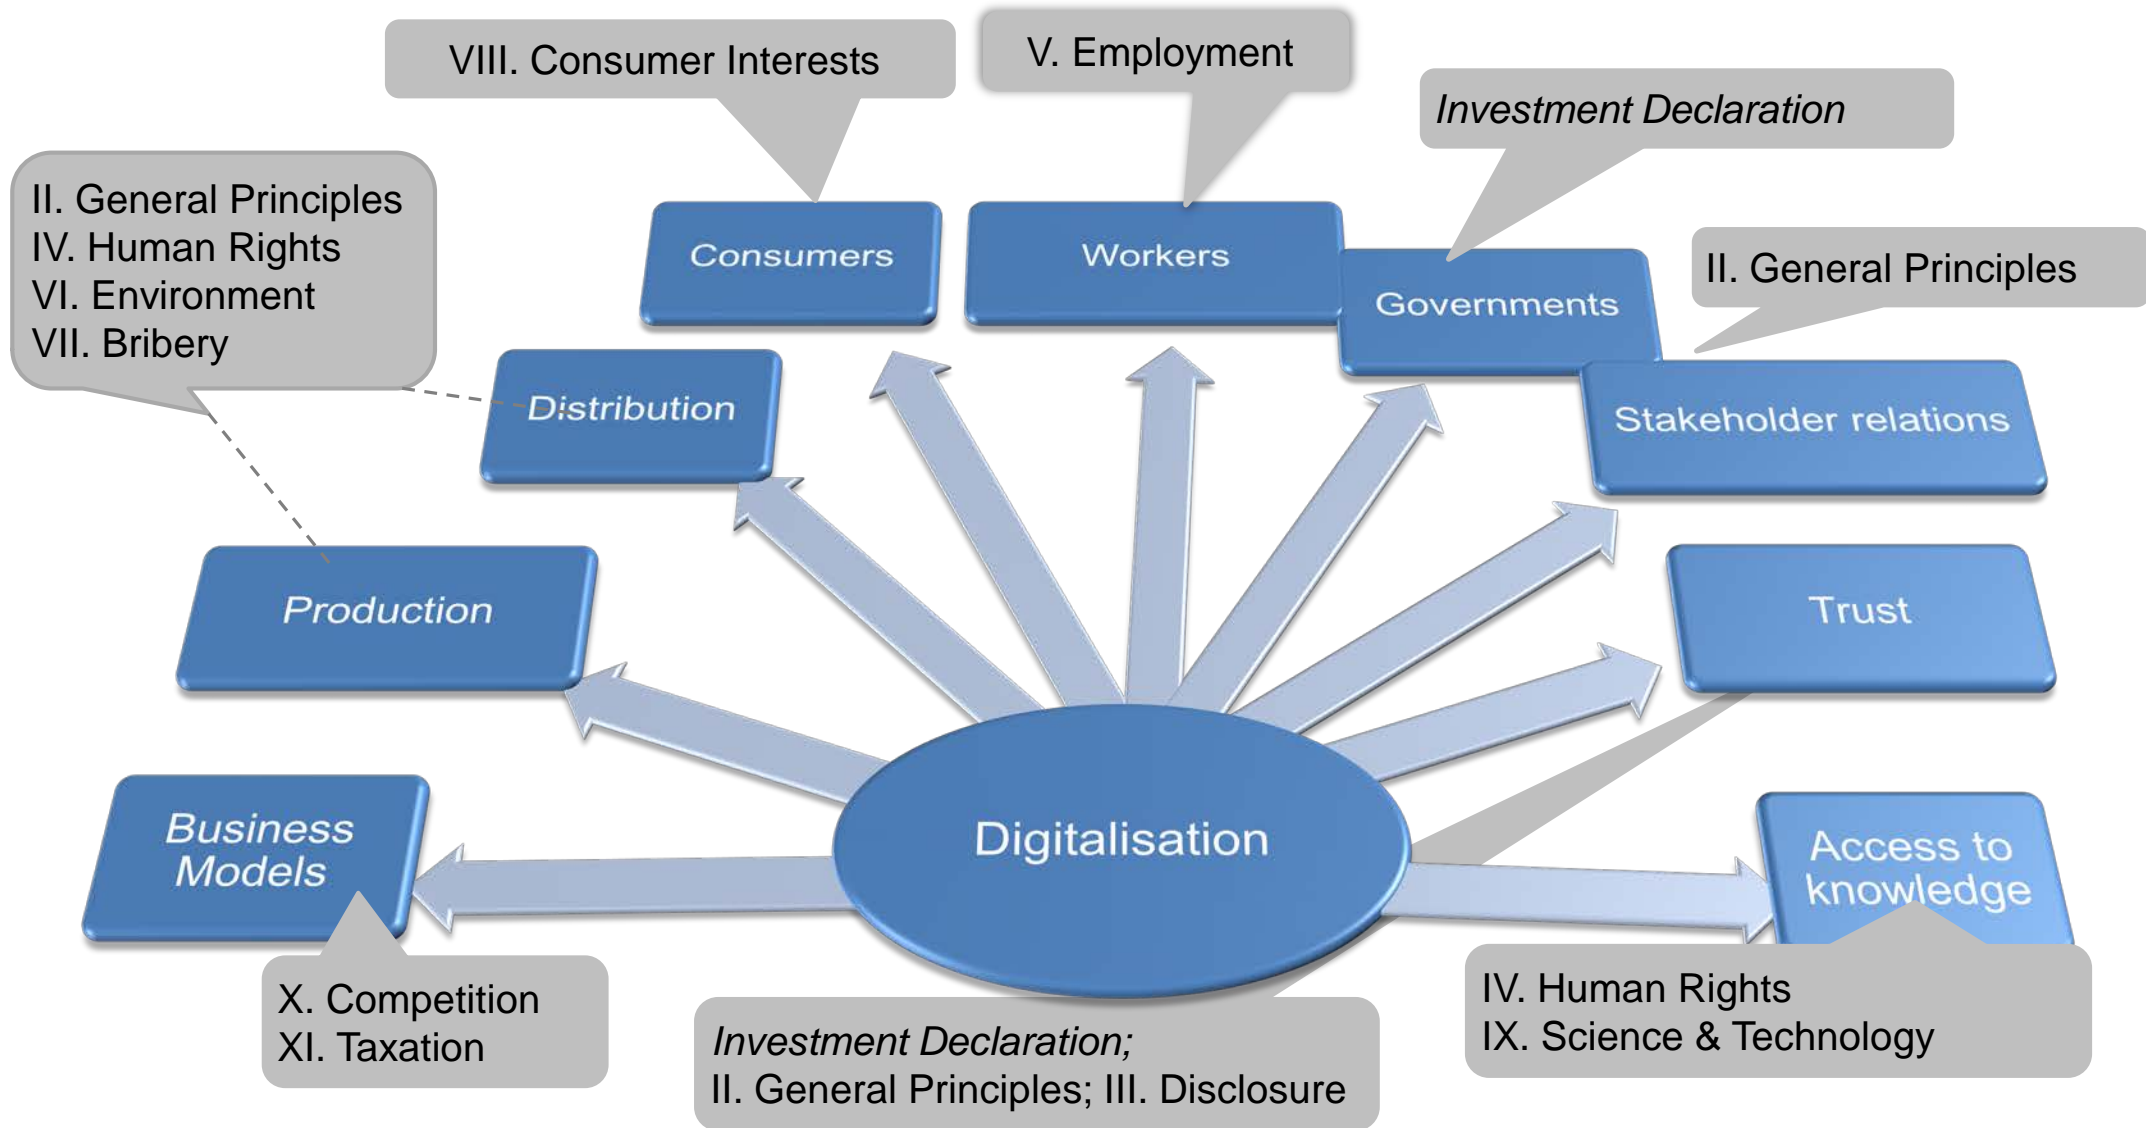 VIII. Consumer Interests
V. Employment
Investment Declaration
II. General Principles
IV. Human Rights
VI. Environment
VII. Bribery
II. General Principles
Consumers
Workers
Governments
Distribution
Stakeholder relations
Production
Trust
Business
Models
Digitalisation
Access to
knowledge
X. Competition
XI. Taxation
Investment Declaration;
II. General Principles; III. Disclosure
IV. Human Rights
IX. Science & Technology